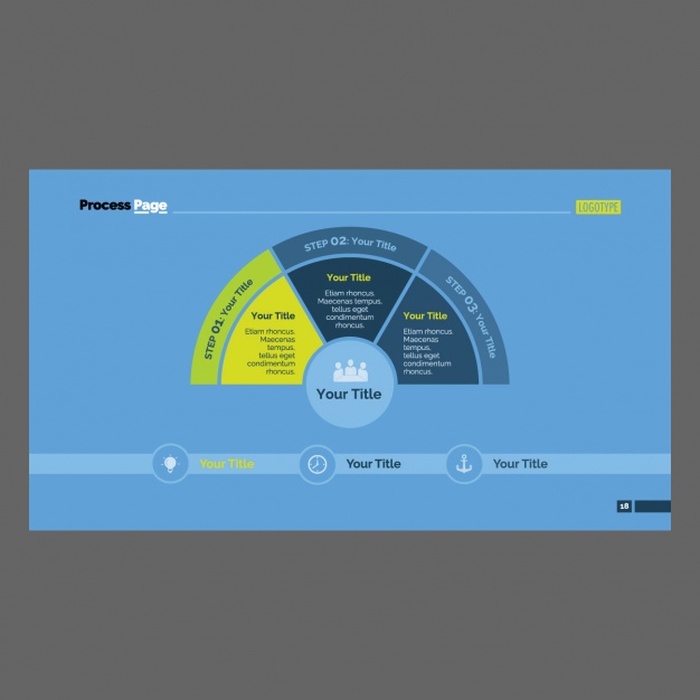 Process Page
LOGOTYPE
STEP 01: Your Title
STEP 02: Your Title
STEP 03: Your Title
Your Title
Etiam rhoncus.
Maecenas
tempus,
tellus eget
condimentum
rhoncus.
Your Title
Etiam rhoncus.
Maecenas tempus,
tellus eget
condimentum
rhoncus.
Your Title
Etiam rhoncus.
Maecenas
tempus,
tellus eget
condimentum
rhoncus.
Your Title
Your Title
Your Title
Your Title
18